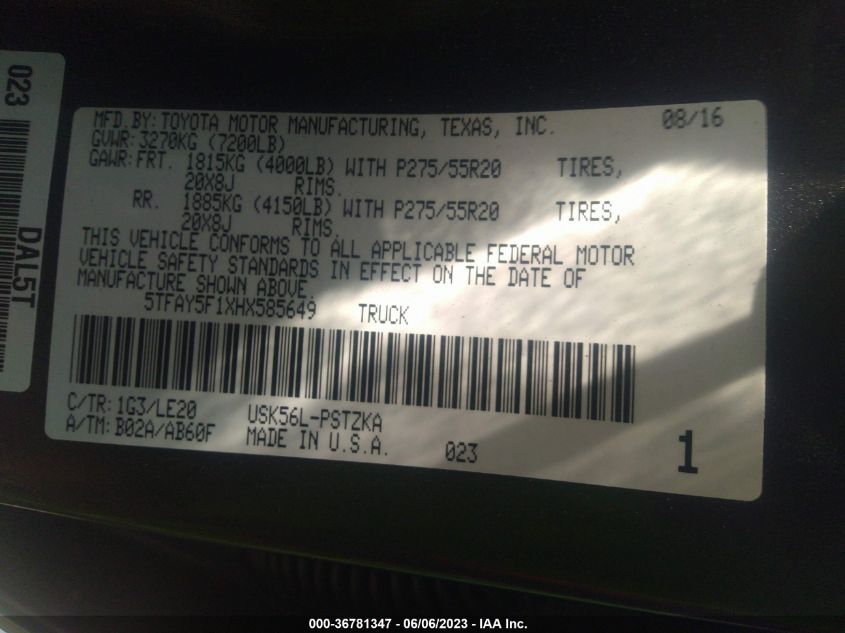 023
DAL5T
MFD.BY:TOYOTA MOTOR MANUFACTURING, TEXAS, INC. 08/16
GVWR:3270KG (7200LB)
GAWR:FRT. 1815KG (4000LB) WITH P275/55R20 TIRES,
20X8J RIMS.
RR. 1885KG (4150LB) WITH P275/55R20 TIRES,
20X8J RIMS.
THIS VEHICLE CONFORMS TO ALL APPLICABLE FEDERAL MOTOR
VEHICLE SAFETY STANDARDS IN EFFECT ON THE DATE OF
MANUFACTURE SHOWN ABOVE.
5TFAY5F1XHX585649 TRUCK
C/TR:1G3/LE20 USK56L-PSTZKA
A/TM:B02A/AB60F MADE IN U.S.A. 023 1
000-36781347 - 06/06/2023 - IAA Inc.